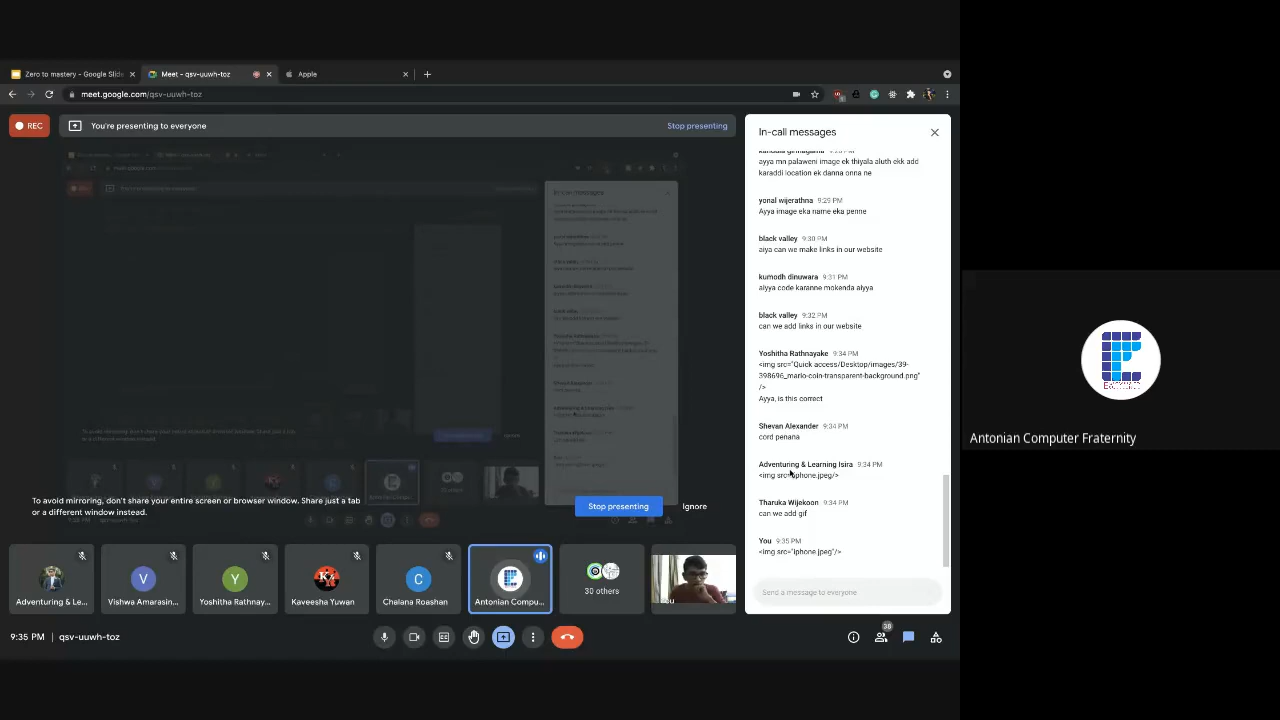 Zero to mastery - Google Slide
Meet - qsv-uuwh-toz
Apple
meet.google.com/qsv-uuwh-toz
REC
You're presenting to everyone
Stop presenting
In-call messages
9:28 PM
ayya mn palaweni image ek thiyala aluth ekk add
karaddi location ek danna onna ne
yonal wijerathna 9:29 PM
Ayya image eka name eka penne
black valley 9:30 PM
aiya can we make links in our website
kumodh dinuwara 9:31 PM
aiyya code karanne mokenda aiyya
black valley 9:32 PM
can we add links in our website
Yoshitha Rathnayake 9:34 PM
<img src="Quick access/Desktop/images/39-
398696_mario-coin-transparent-background.png"
/>
Ayya, is this correct
Shevan Alexander 9:34 PM
cord penana
Adventuring & Learning Isira 9:34 PM
<img src="iphone.jpeg/>
Tharuka Wijekoon 9:34 PM
can we add gif
You 9:35 PM
<img src="iphone.jpeg"/>
Send a message to everyone
To avoid mirroring, don't share your entire screen or browser window. Share just a tab
or a different window instead.
Stop presenting
Ignore
Adventuring & Le...
Vishwa Amarasin...
Yoshitha Rathnay...
Kaveesha Yuwan
Chalana Roashan
Antonian Compu...
30 others
You
9:35 PM | qsv-uuwh-toz
38
Antonian Computer Fraternity